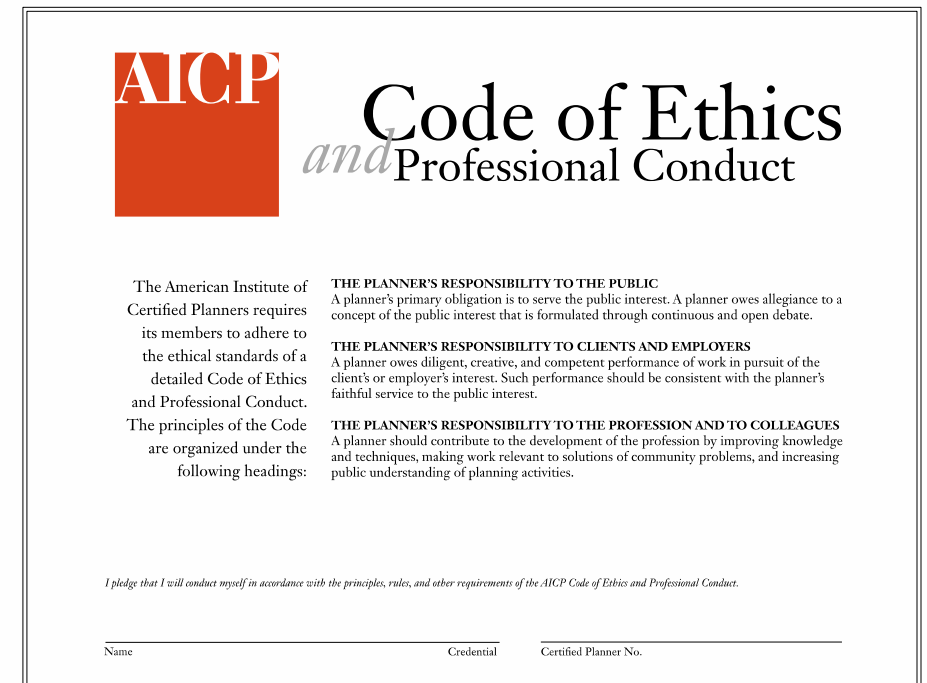 AICP
Code of Ethics
and Professional Conduct
The American Institute of
Certified Planners requires
its members to adhere to
the ethical standards of a
detailed Code of Ethics
and Professional Conduct.
The principles of the Code
are organized under the
following headings:
THE PLANNER’S RESPONSIBILITY TO THE PUBLIC
A planner’s primary obligation is to serve the public interest. A planner owes allegiance to a
concept of the public interest that is formulated through continuous and open debate.
THE PLANNER’S RESPONSIBILITY TO CLIENTS AND EMPLOYERS
A planner owes diligent, creative, and competent performance of work in pursuit of the
client’s or employer’s interest. Such performance should be consistent with the planner’s
faithful service to the public interest.
THE PLANNER’S RESPONSIBILITY TO THE PROFESSION AND TO COLLEAGUES
A planner should contribute to the development of the profession by improving knowledge
and techniques, making work relevant to solutions of community problems, and increasing
public understanding of planning activities.
I pledge that I will conduct myself in accordance with the principles, rules, and other requirements of the AICP Code of Ethics and Professional Conduct.
Name Credential Certified Planner No.